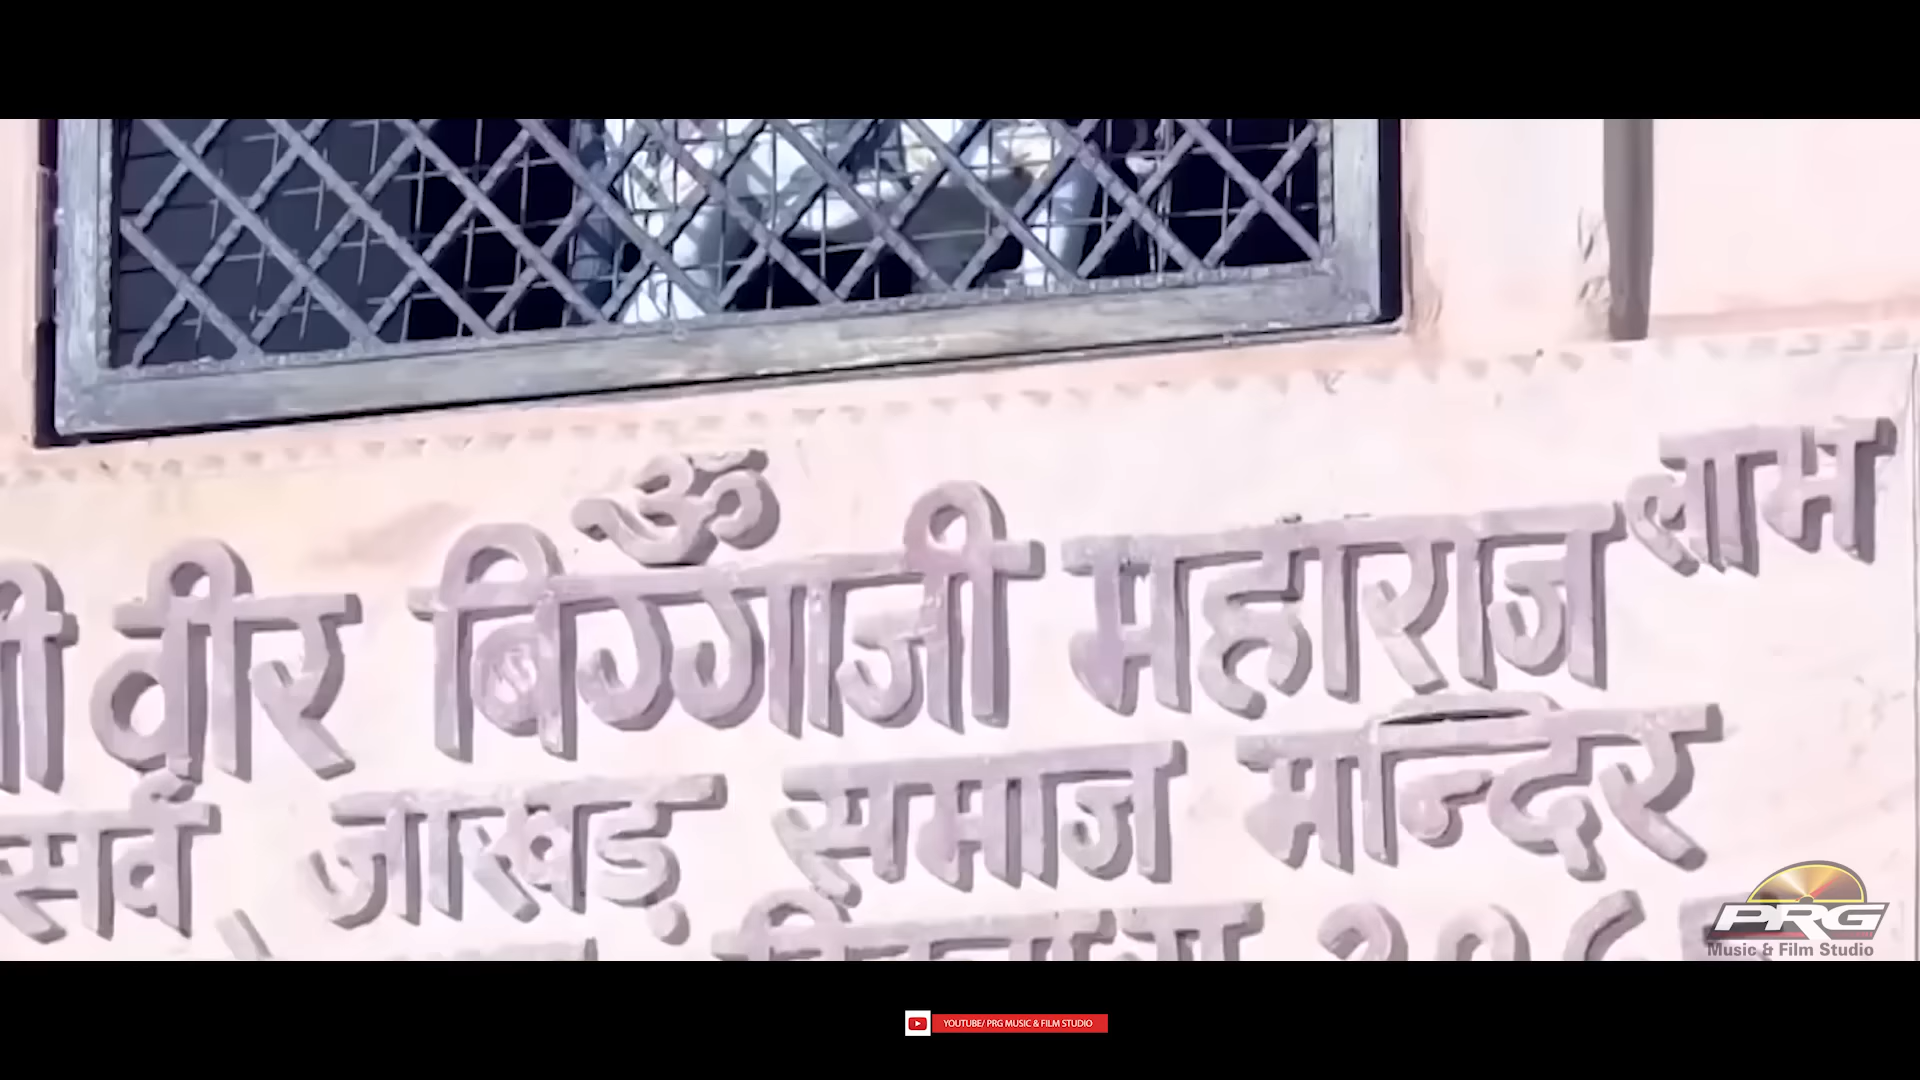 ॐ
वीर बिग्गाजी महाराज लाभ
सर्व जाखड़ समाज मन्दिर
PRG
Music & Film Studio
YOUTUBE/ PRG MUSIC & FILM STUDIO